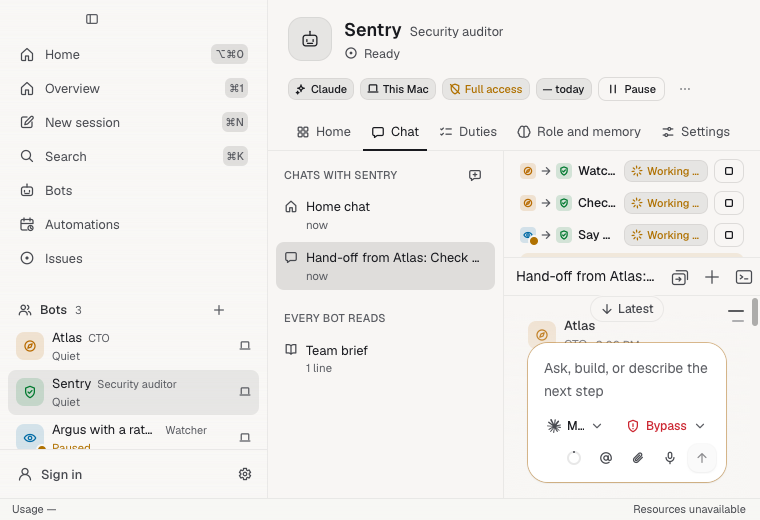 Home ⌥⌘0
Overview ⌘1
New session ⌘N
Search ⌘K
Bots
Automations
Issues
Bots 3
Atlas CTO
Quiet
Sentry Security auditor
Quiet
Argus with a rat... Watcher
Paused
Sign in
Sentry Security auditor
Ready
Claude This Mac Full access — today Pause
Home Chat Duties Role and memory Settings
CHATS WITH SENTRY
Home chat
now
Hand-off from Atlas: Check ...
now
EVERY BOT READS
Team brief
1 line
Watc... Working ...
Chec... Working ...
Say ... Working ...
Hand-off from Atlas:...
Latest
Atlas
Ask, build, or describe the
next step
M... Bypass
Usage — Resources unavailable